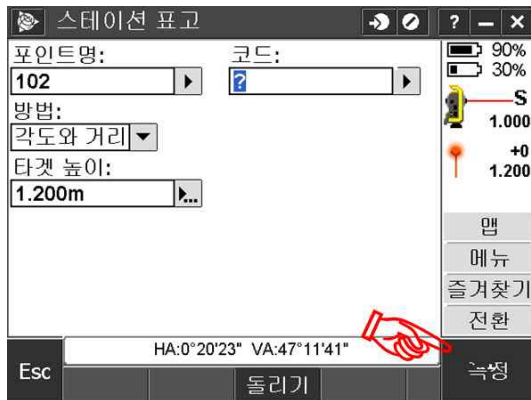 스테이션 표고
? – ×
포인트명: 코드:
102 ?
방법:
각도와 거리
타겟 높이:
1.200m
90%
30%
S
1.000
+0
1.200
맵
메뉴
즐겨찾기
전환
HA:0°20'23" VA:47°11'41"
Esc 돌리기 측정